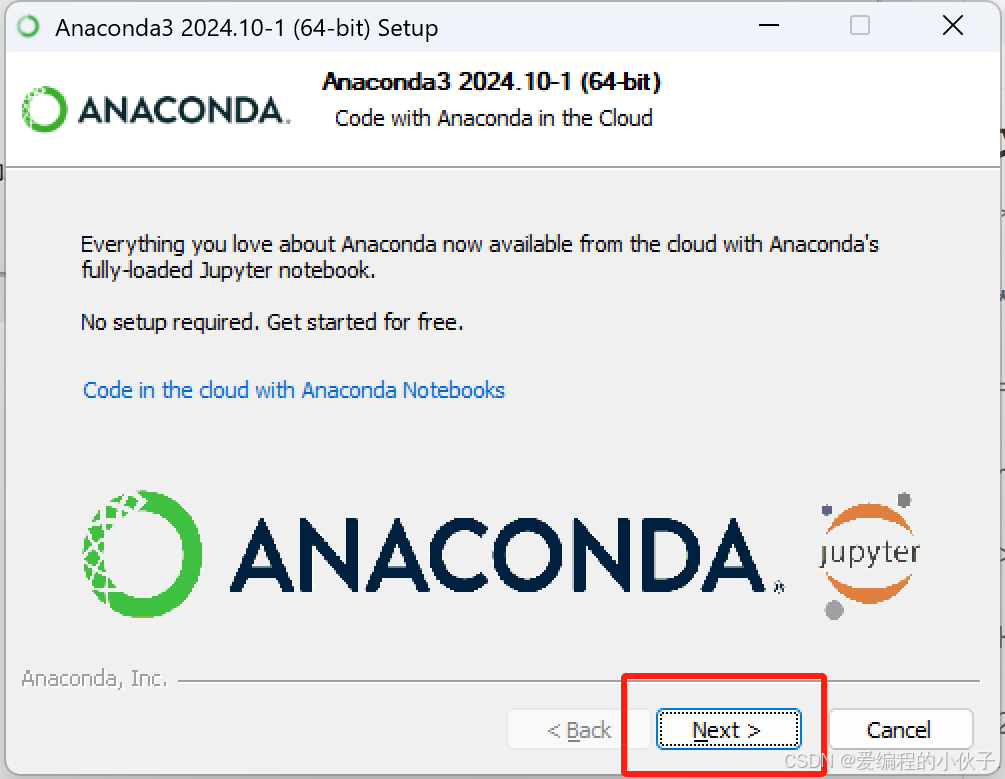 Anaconda3 2024.10-1 (64-bit) Setup
ANACONDA.
Anaconda3 2024.10-1 (64-bit)
Code with Anaconda in the Cloud
Everything you love about Anaconda now available from the cloud with Anaconda's
fully-loaded Jupyter notebook.
No setup required. Get started for free.
Code in the cloud with Anaconda Notebooks
ANACONDA.
jupyter
Anaconda, Inc.
< Back
Next >
Cancel
CSDN @爱编程的小伙子